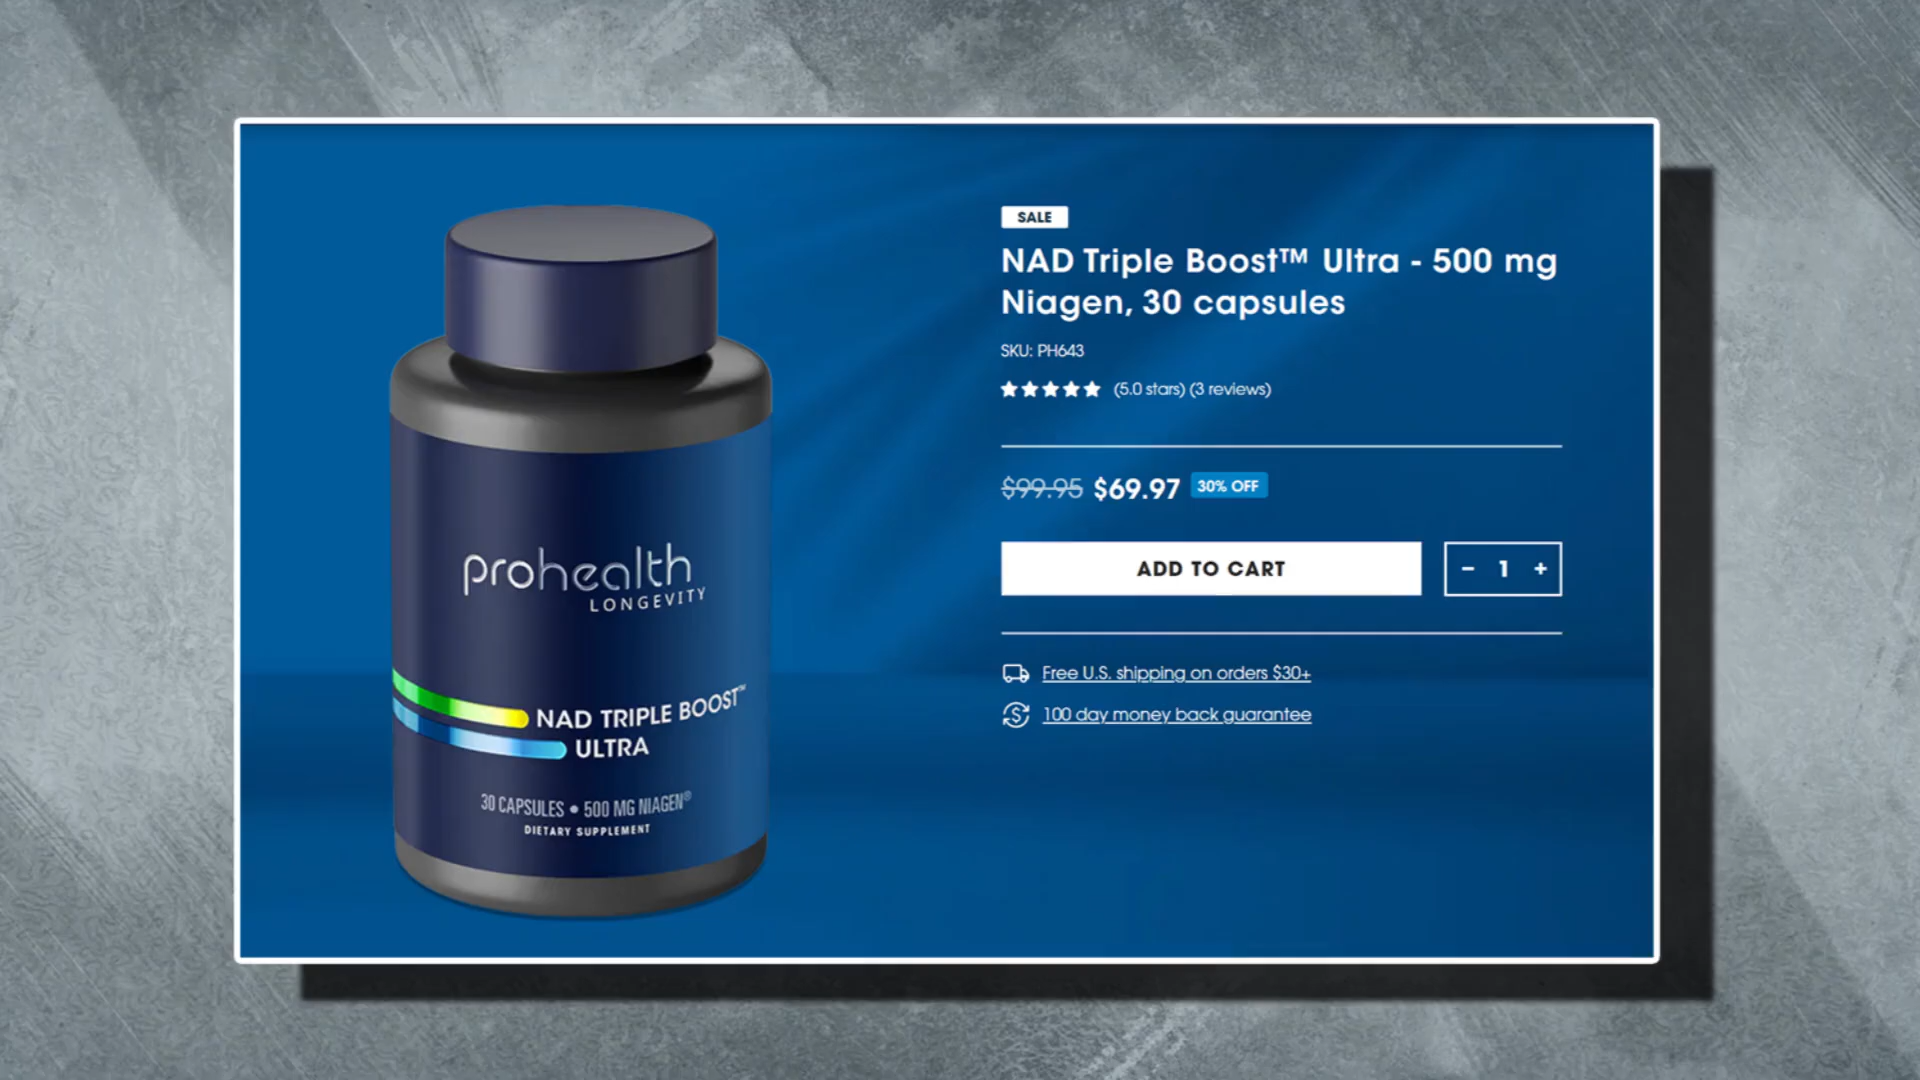 prohealth
LONGEVITY
NAD TRIPLE BOOST™
ULTRA
30 CAPSULES • 500 MG NIAGEN®
DIETARY SUPPLEMENT
SALE
NAD Triple Boost™ Ultra - 500 mg
Niagen, 30 capsules
SKU: PH643
(5.0 stars) (3 reviews)
$99.95 $69.97 30% OFF
ADD TO CART - 1 +
Free U.S. shipping on orders $30+
100 day money back guarantee